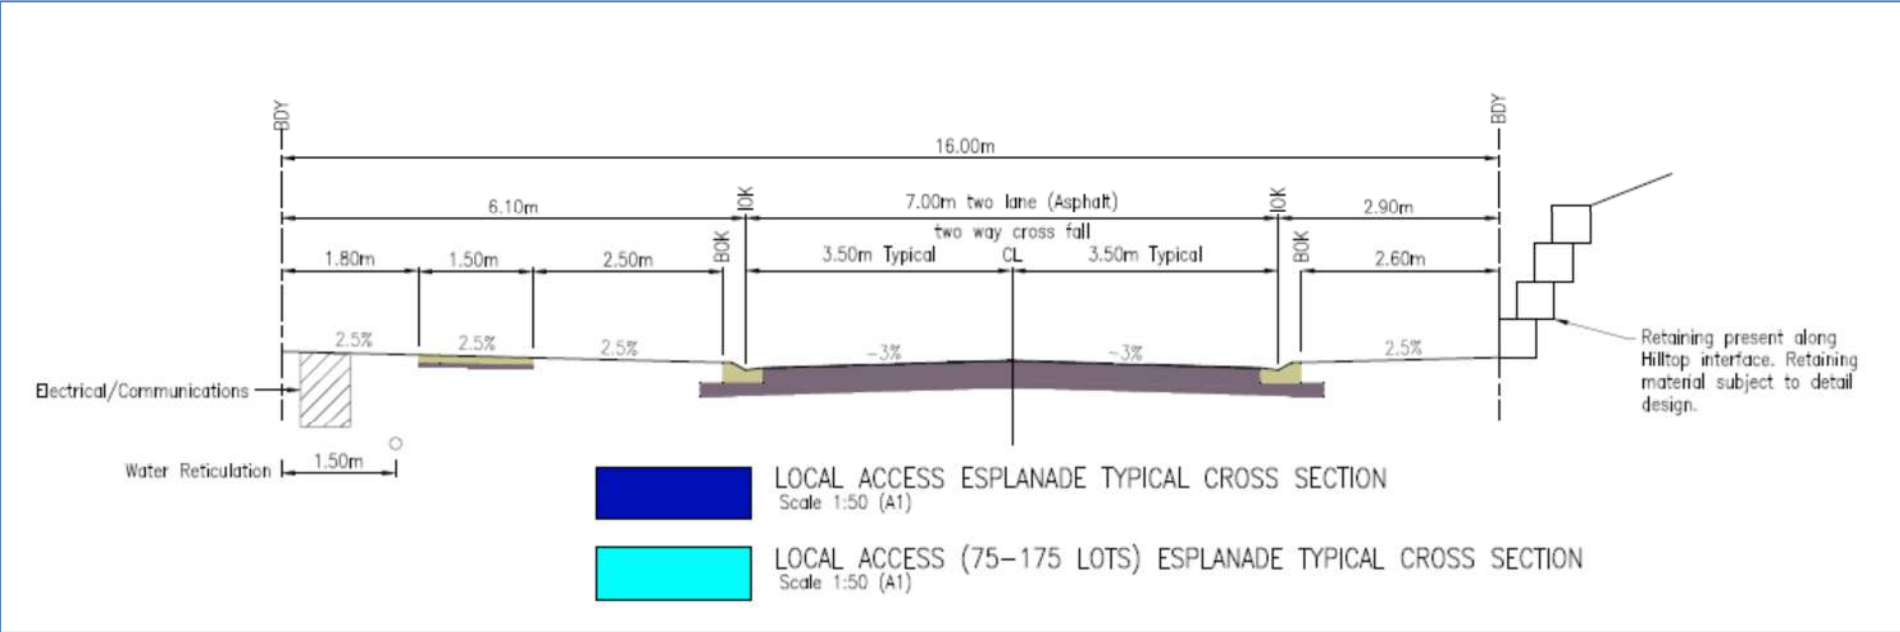 BDY
BDY
16.00m
6.10m
IOK
7.00m two lane (Asphalt)
two way cross fall
IOK
2.90m
1.80m
1.50m
2.50m
BOK
3.50m Typical
CL
3.50m Typical
BOK
2.60m
2.5%
2.5%
2.5%
-3%
-3%
2.5%
Retaining present along
Hilltop interface. Retaining
material subject to detail
design.
Electrical/Communications
Water Reticulation
1.50m
LOCAL ACCESS ESPLANADE TYPICAL CROSS SECTION
Scale 1:50 (A1)
LOCAL ACCESS (75-175 LOTS) ESPLANADE TYPICAL CROSS SECTION
Scale 1:50 (A1)